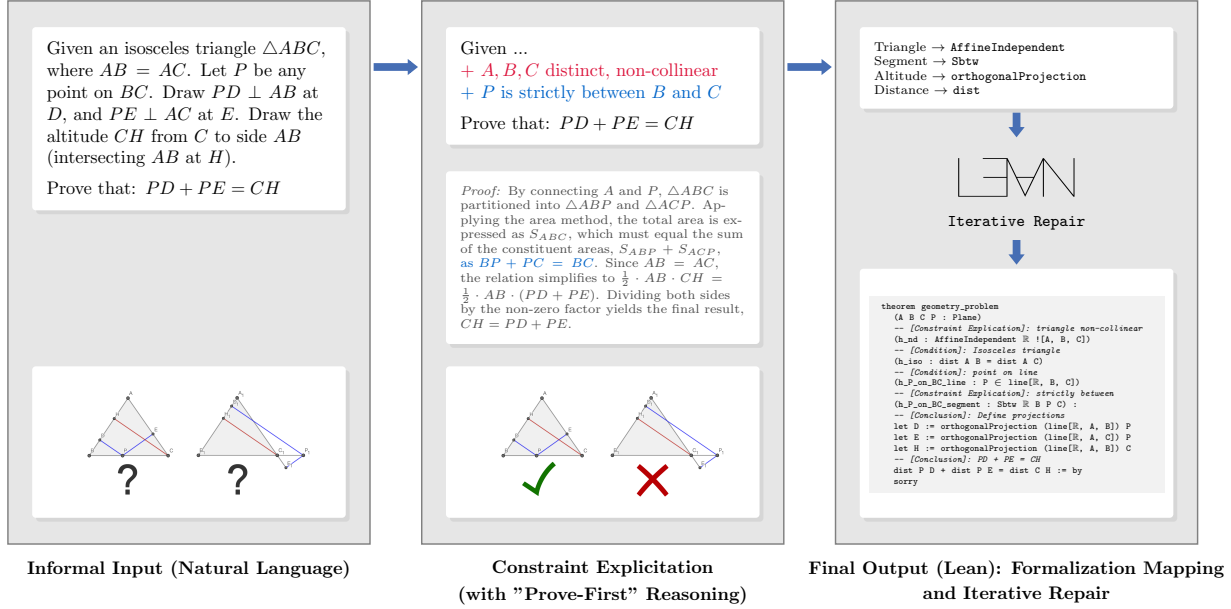 Given an isosceles triangle △ABC,
where AB = AC. Let P be any
point on BC. Draw PD ⊥ AB at
D, and PE ⊥ AC at E. Draw the
altitude CH from C to side AB
(intersecting AB at H).
Prove that: PD + PE = CH
A
H
E
D
B
P
C
A₁
H₁
C
P₁
E₁
?
?
Informal Input (Natural Language)
Given ...
+ A, B, C distinct, non-collinear
+ P is strictly between B and C
Prove that: PD + PE = CH
Proof: By connecting A and P, △ABC is
partitioned into △ABP and △ACP. Ap-
plying the area method, the total area is ex-
pressed as S_ABC, which must equal the sum
of the constituent areas, S_ABP + S_ACP,
as BP + PC = BC. Since AB = AC,
the relation simplifies to ½ · AB · CH =
½ · AB · (PD + PE). Dividing both sides
by the non-zero factor yields the final result,
CH = PD + PE.
A
H
E
P
C
A₁
H₁
C
P₁
E₁
Constraint Explicitation
(with "Prove-First" Reasoning)
Triangle → AffineIndependent
Segment → Sbtw
Altitude → orthogonalProjection
Distance → dist
LEAN
Iterative Repair
theorem geometry_problem
(A B C P : Plane)
-- [Constraint Explication]: triangle non-collinear
(h_nd : AffineIndependent ℝ ![A, B, C])
-- [Condition]: Isosceles triangle
(h_iso : dist A B = dist A C)
-- [Condition]: point on line
(h_P_on_BC_line : P ∈ line[ℝ, B, C])
-- [Constraint Explication]: strictly between
(h_P_on_BC_segment : Sbtw ℝ B P C) :
-- [Conclusion]: Define projections
let D := orthogonalProjection (line[ℝ, A, B]) P
let E := orthogonalProjection (line[ℝ, A, C]) P
let H := orthogonalProjection (line[ℝ, A, B]) C
-- [Conclusion]: PD + PE = CH
dist P D + dist P E = dist C H := by
sorry
Final Output (Lean): Formalization Mapping
and Iterative Repair